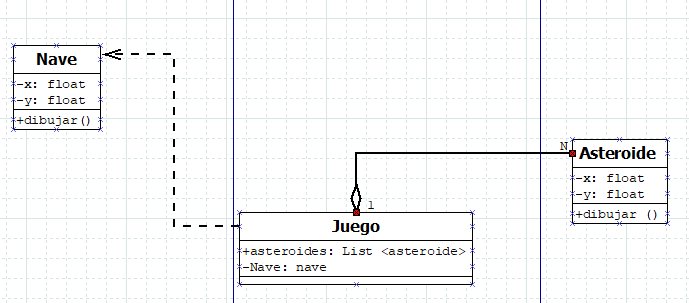 Nave
-x: float
-y: float
+dibujar()
N
Asteroide
-x: float
-y: float
+dibujar ()
1
Juego
+asteroides: List <asteroide>
-Nave: nave